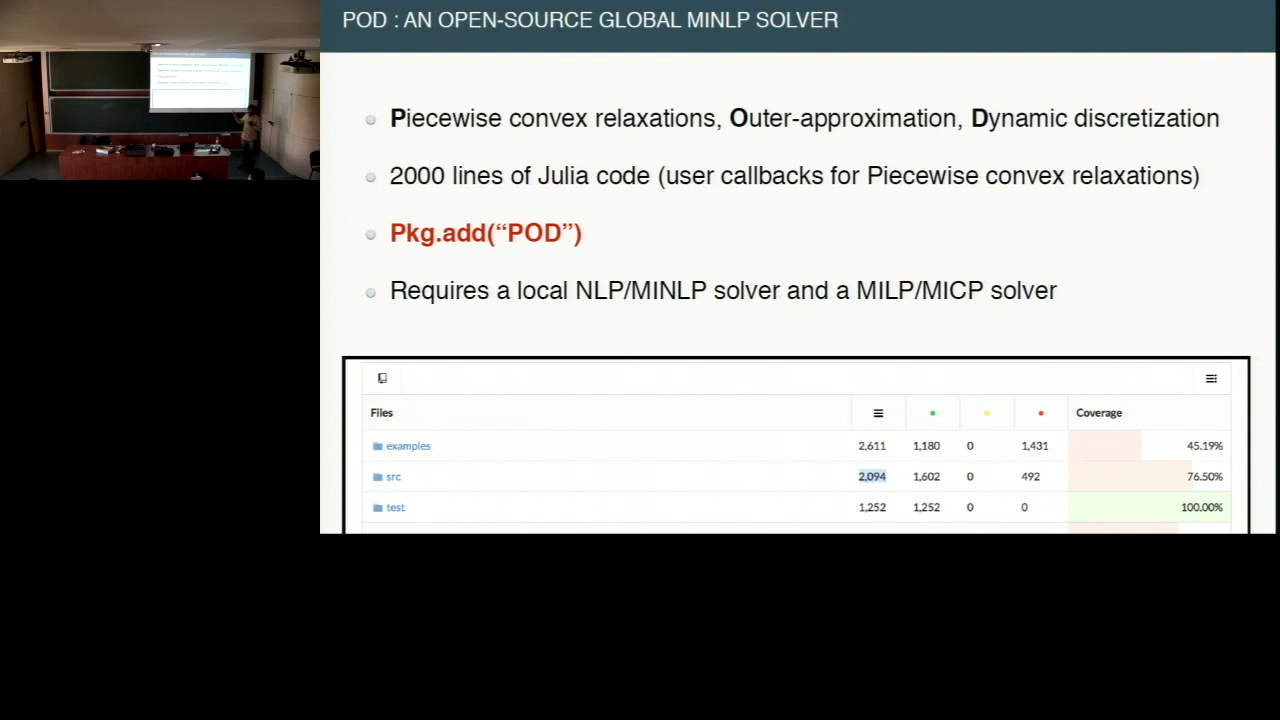 POD : AN OPEN-SOURCE GLOBAL MINLP SOLVER
Piecewise convex relaxations, Outer-approximation, Dynamic discretization
2000 lines of Julia code (user callbacks for Piecewise convex relaxations)
Pkg.add(“POD”)
Requires a local NLP/MINLP solver and a MILP/MICP solver
Files Coverage
examples 2,611 1,180 0 1,431 45.19%
src 2,094 1,602 0 492 76.50%
test 1,252 1,252 0 0 100.00%